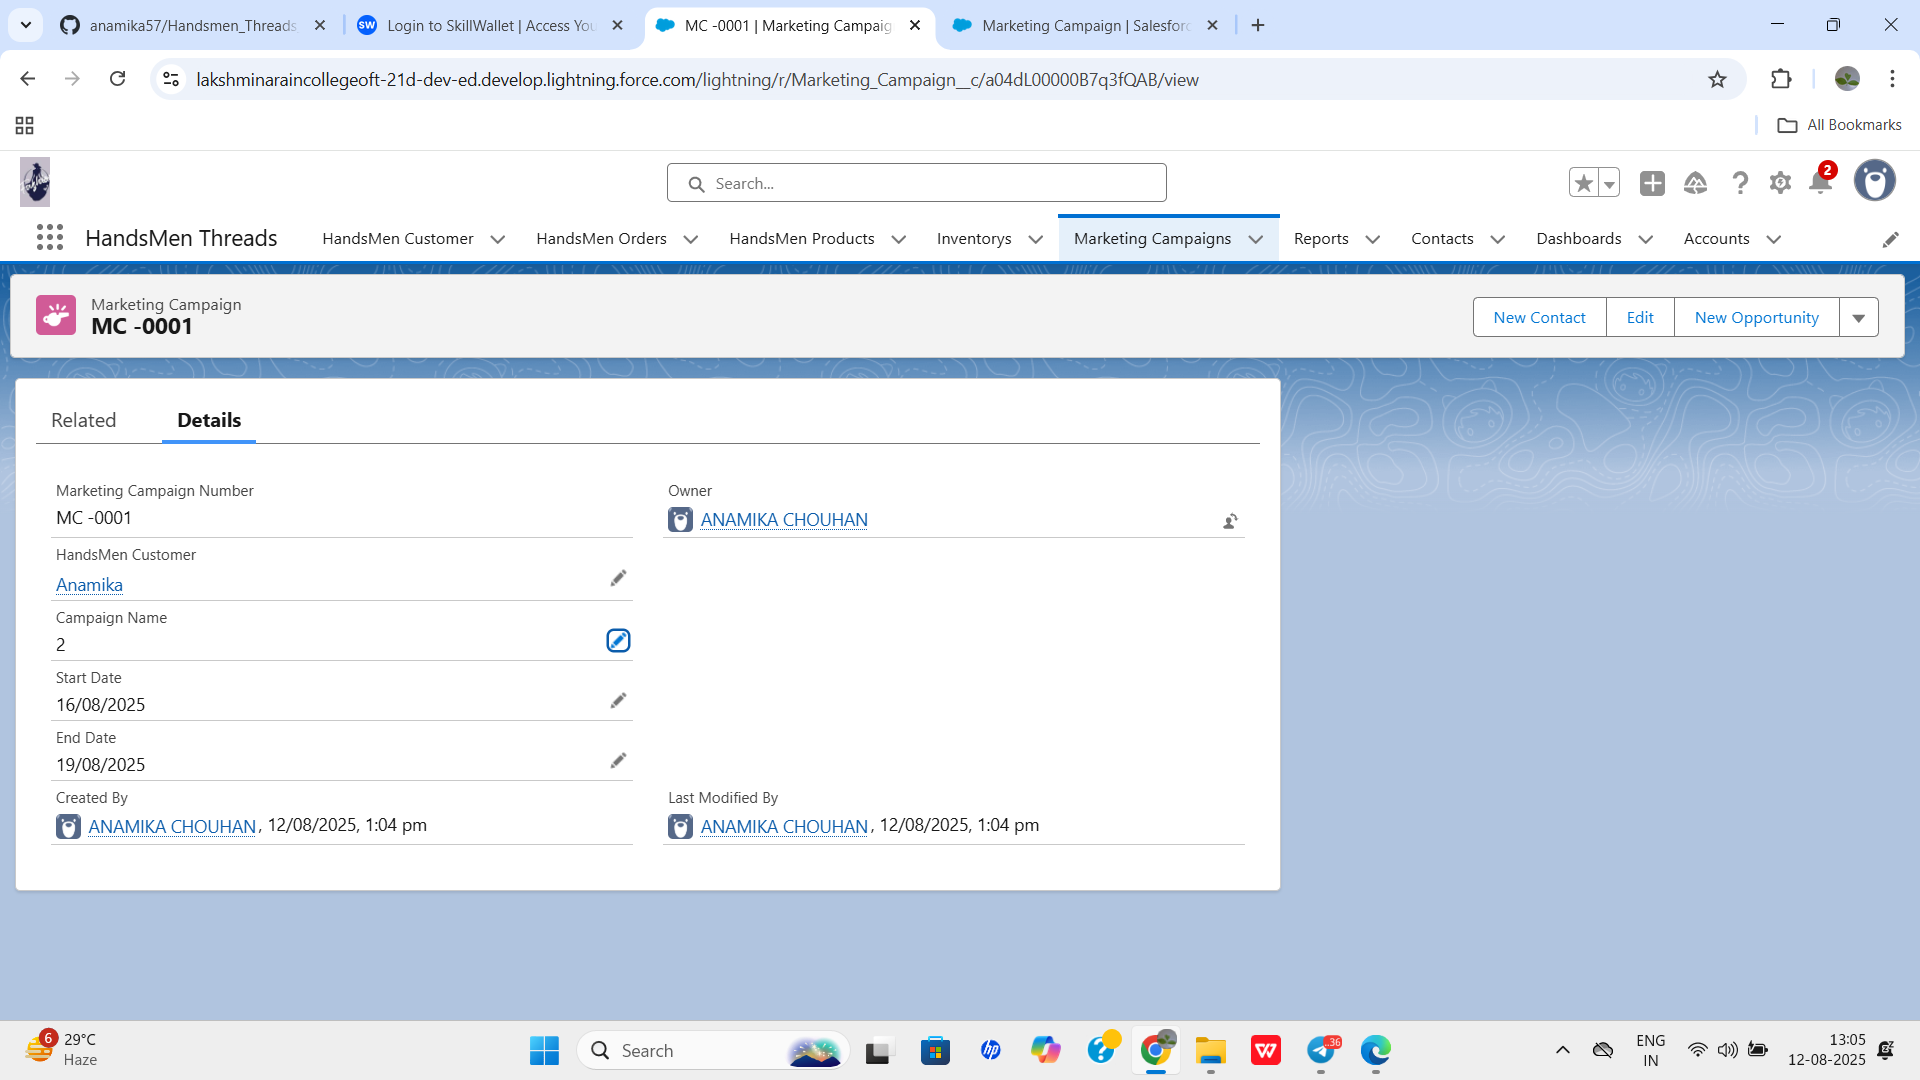 anamika57/Handsmen_Threads_
Login to SkillWallet | Access You
MC -0001 | Marketing Campaig
Marketing Campaign | Salesforc
lakshminaraincollegeoft-21d-dev-ed.develop.lightning.force.com/lightning/r/Marketing_Campaign__c/a04dL00000B7q3fQAB/view
All Bookmarks
Search...
2
HandsMen Threads
HandsMen Customer
HandsMen Orders
HandsMen Products
Inventorys
Marketing Campaigns
Reports
Contacts
Dashboards
Accounts
Marketing Campaign
MC -0001
New Contact
Edit
New Opportunity
Related
Details
Marketing Campaign Number
MC -0001
Owner
ANAMIKA CHOUHAN
HandsMen Customer
Anamika
Campaign Name
2
Start Date
16/08/2025
End Date
19/08/2025
Created By
ANAMIKA CHOUHAN, 12/08/2025, 1:04 pm
Last Modified By
ANAMIKA CHOUHAN, 12/08/2025, 1:04 pm
6
29°C
Haze
Search
hp
W
.36
ENG
IN
13:05
12-08-2025